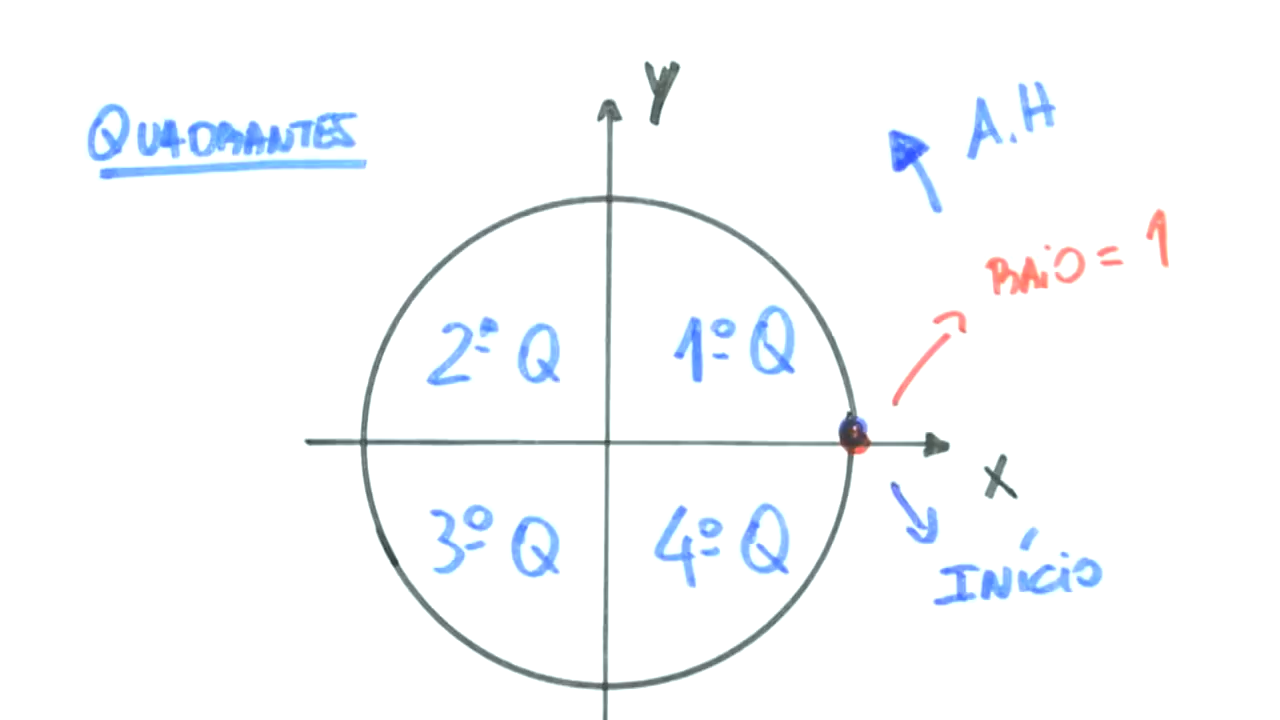 QUADRANTES
Y
A.H
RAIO = 1
2º Q
1º Q
X
3º Q
4º Q
INÍCIO